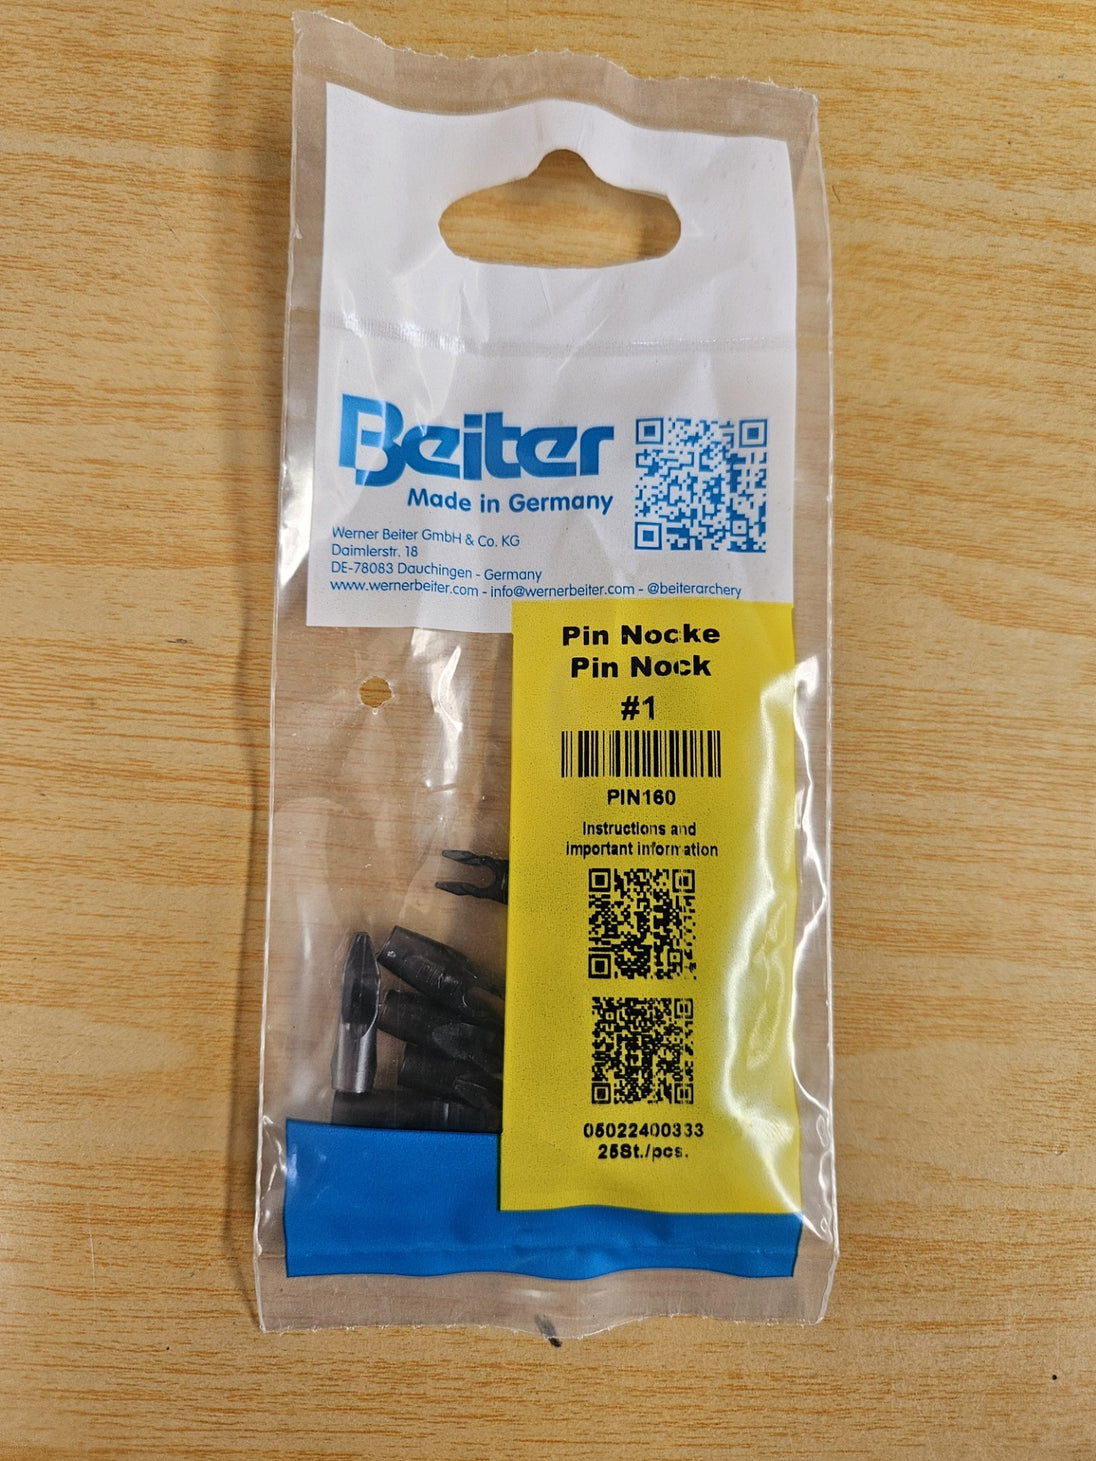 Beiter
Made in Germany
Werner Beiter GmbH & Co. KG
Daimlerstr. 18
DE-78083 Dauchingen - Germany
www.wernerbeiter.com - info@wernerbeiter.com - @beiterarchery
Pin Nocke
Pin Nock
#1
PIN160
Instructions and
important information
05022400333
25St./pcs.